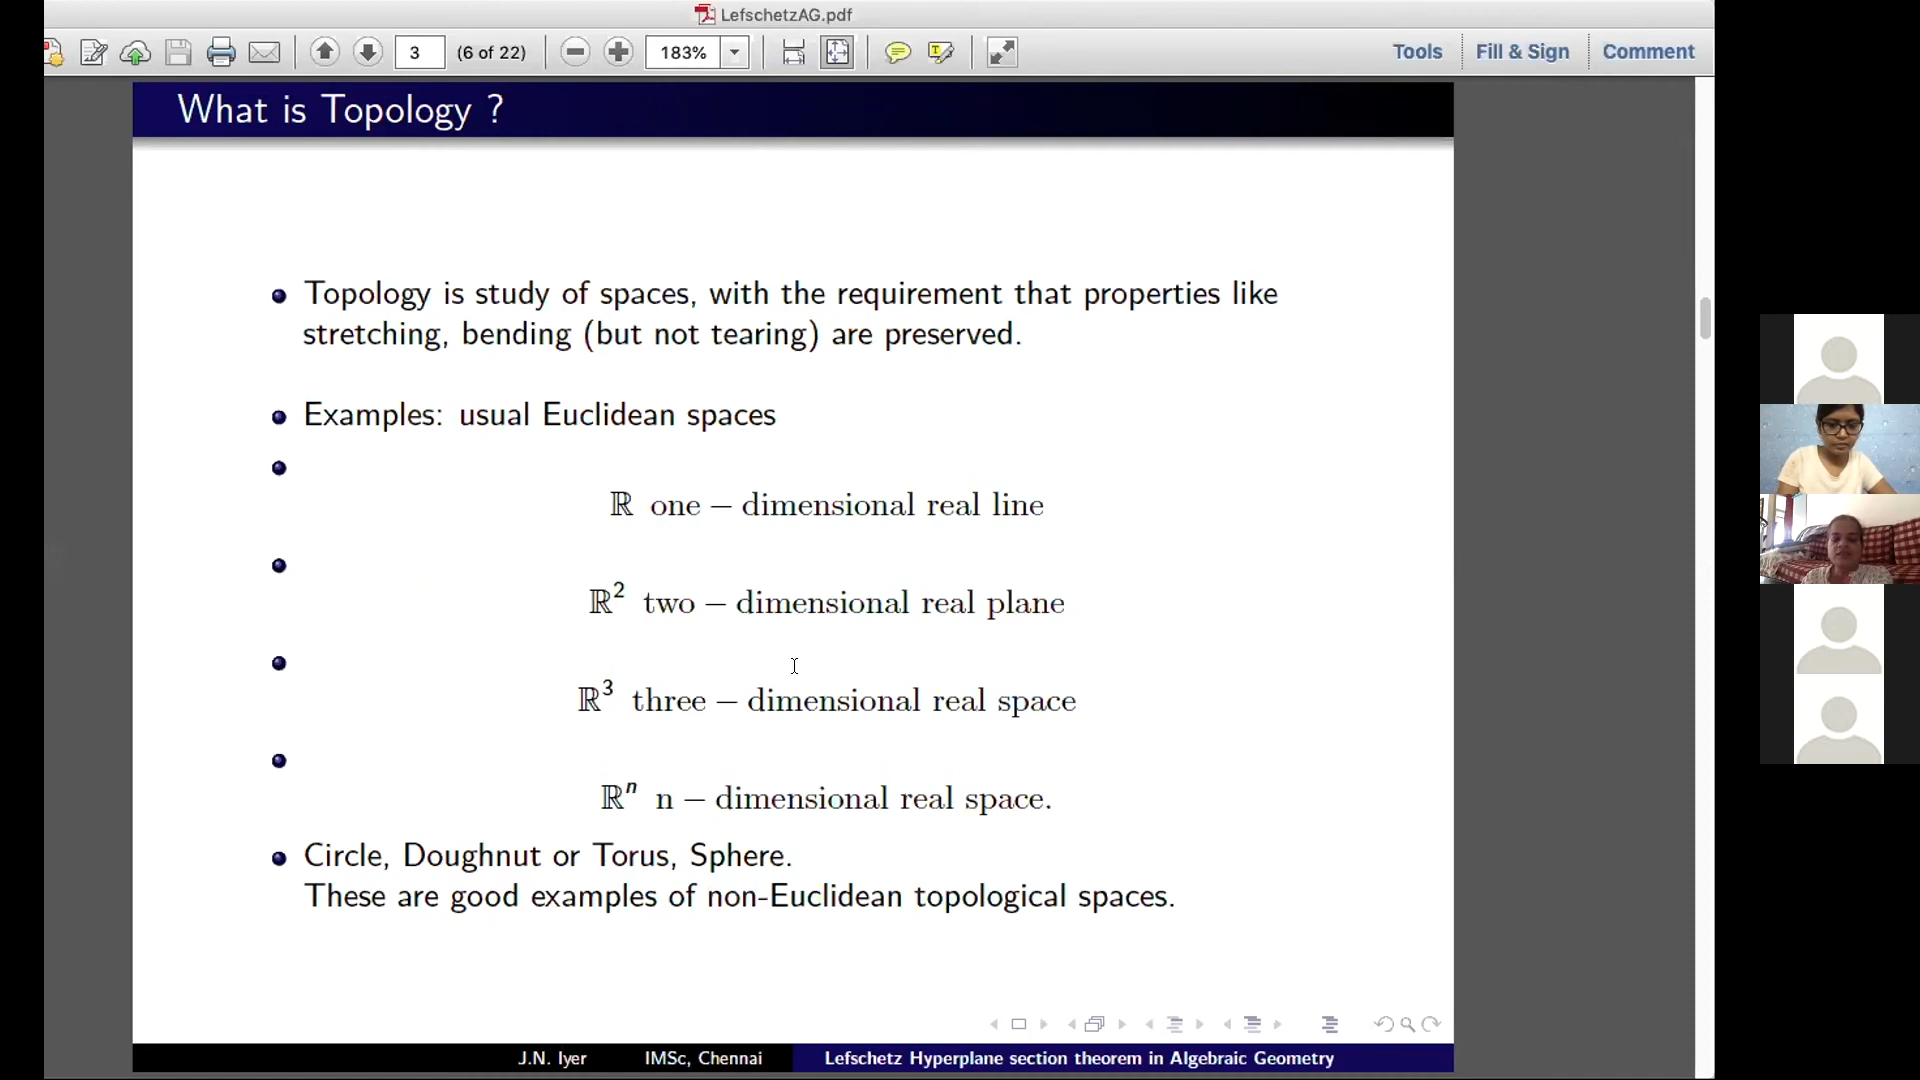 LefschetzAG.pdf
3 (6 of 22) 183% Tools Fill & Sign Comment
What is Topology ?
Topology is study of spaces, with the requirement that properties like
stretching, bending (but not tearing) are preserved.
Examples: usual Euclidean spaces
ℝ one – dimensional real line
ℝ² two – dimensional real plane
ℝ³ three – dimensional real space
ℝⁿ n – dimensional real space.
Circle, Doughnut or Torus, Sphere.
These are good examples of non-Euclidean topological spaces.
J.N. Iyer IMSc, Chennai Lefschetz Hyperplane section theorem in Algebraic Geometry